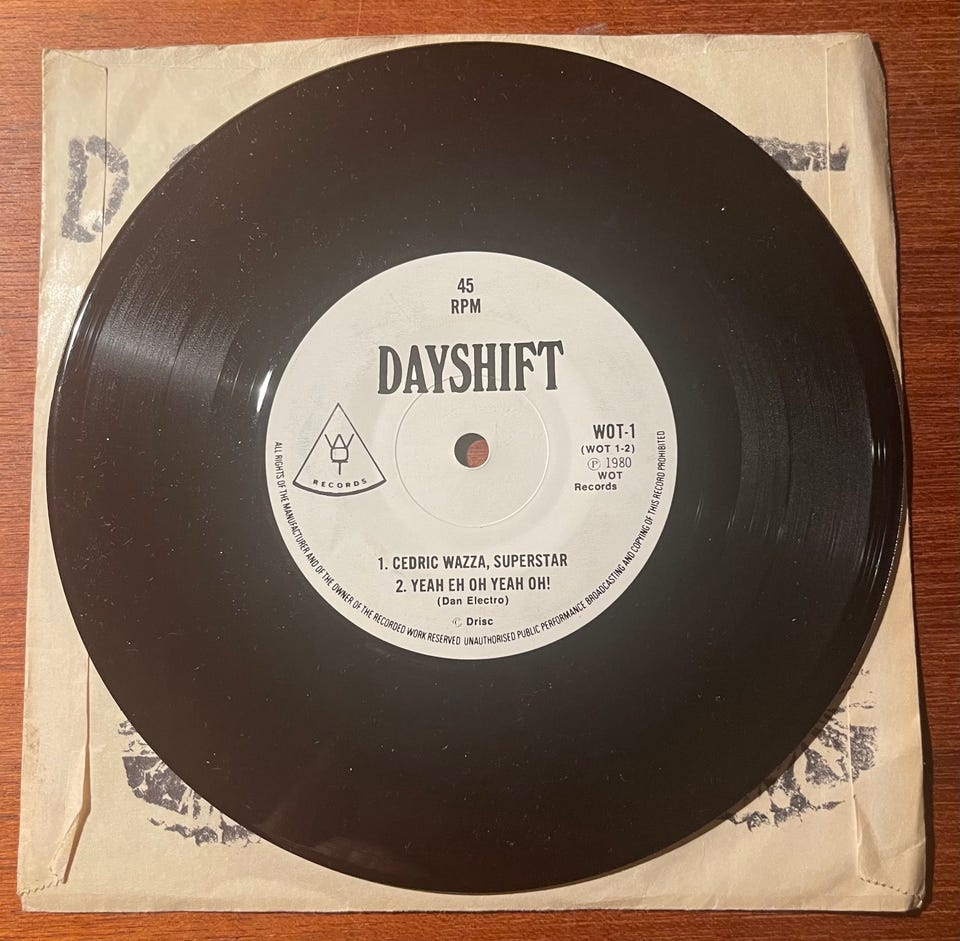 D
45
RPM
DAYSHIFT
WOT
RECORDS
WOT-1
(WOT 1-2)
Ⓟ 1980
WOT
Records
1. CEDRIC WAZZA, SUPERSTAR
2. YEAH EH OH YEAH OH!
(Dan Electro)
© Drisc
ALL RIGHTS OF THE MANUFACTURER AND OF THE OWNER OF THE RECORDED WORK RESERVED UNAUTHORISED PUBLIC PERFORMANCE BROADCASTING AND COPYING OF THIS RECORD PROHIBITED